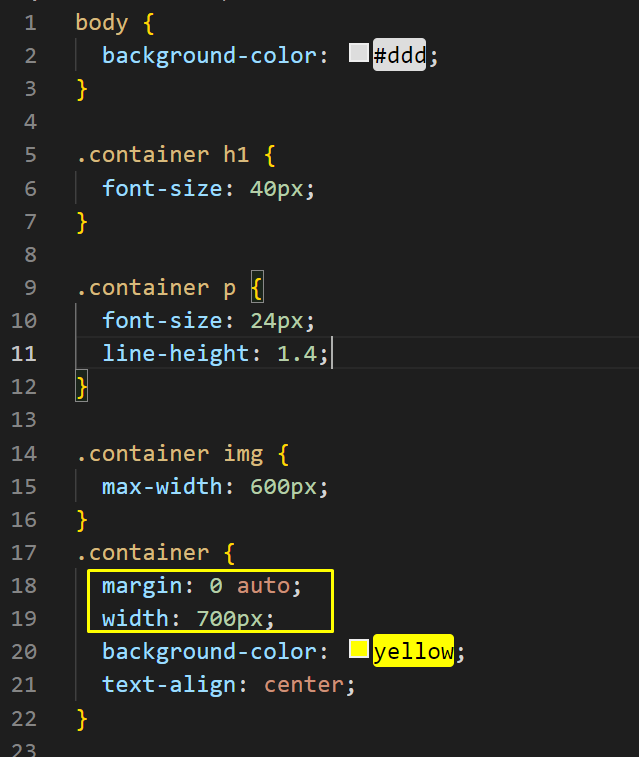 1 body {
2 background-color: #ddd;
3 }
4
5 .container h1 {
6 font-size: 40px;
7 }
8
9 .container p {
10 font-size: 24px;
11 line-height: 1.4;
12 }
13
14 .container img {
15 max-width: 600px;
16 }
17 .container {
18 margin: 0 auto;
19 width: 700px;
20 background-color: yellow;
21 text-align: center;
22 }
23